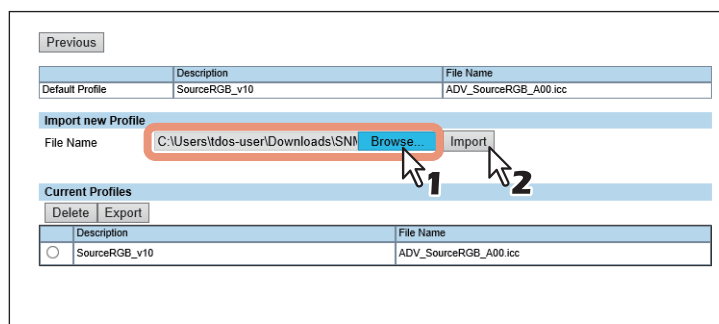 Previous
Description File Name
Default Profile SourceRGB_v10 ADV_SourceRGB_A00.icc
Import new Profile
File Name C:\Users\tdos-user\Downloads\SNM Browse... Import
1 2
Current Profiles
Delete Export
Description File Name
SourceRGB_v10 ADV_SourceRGB_A00.icc